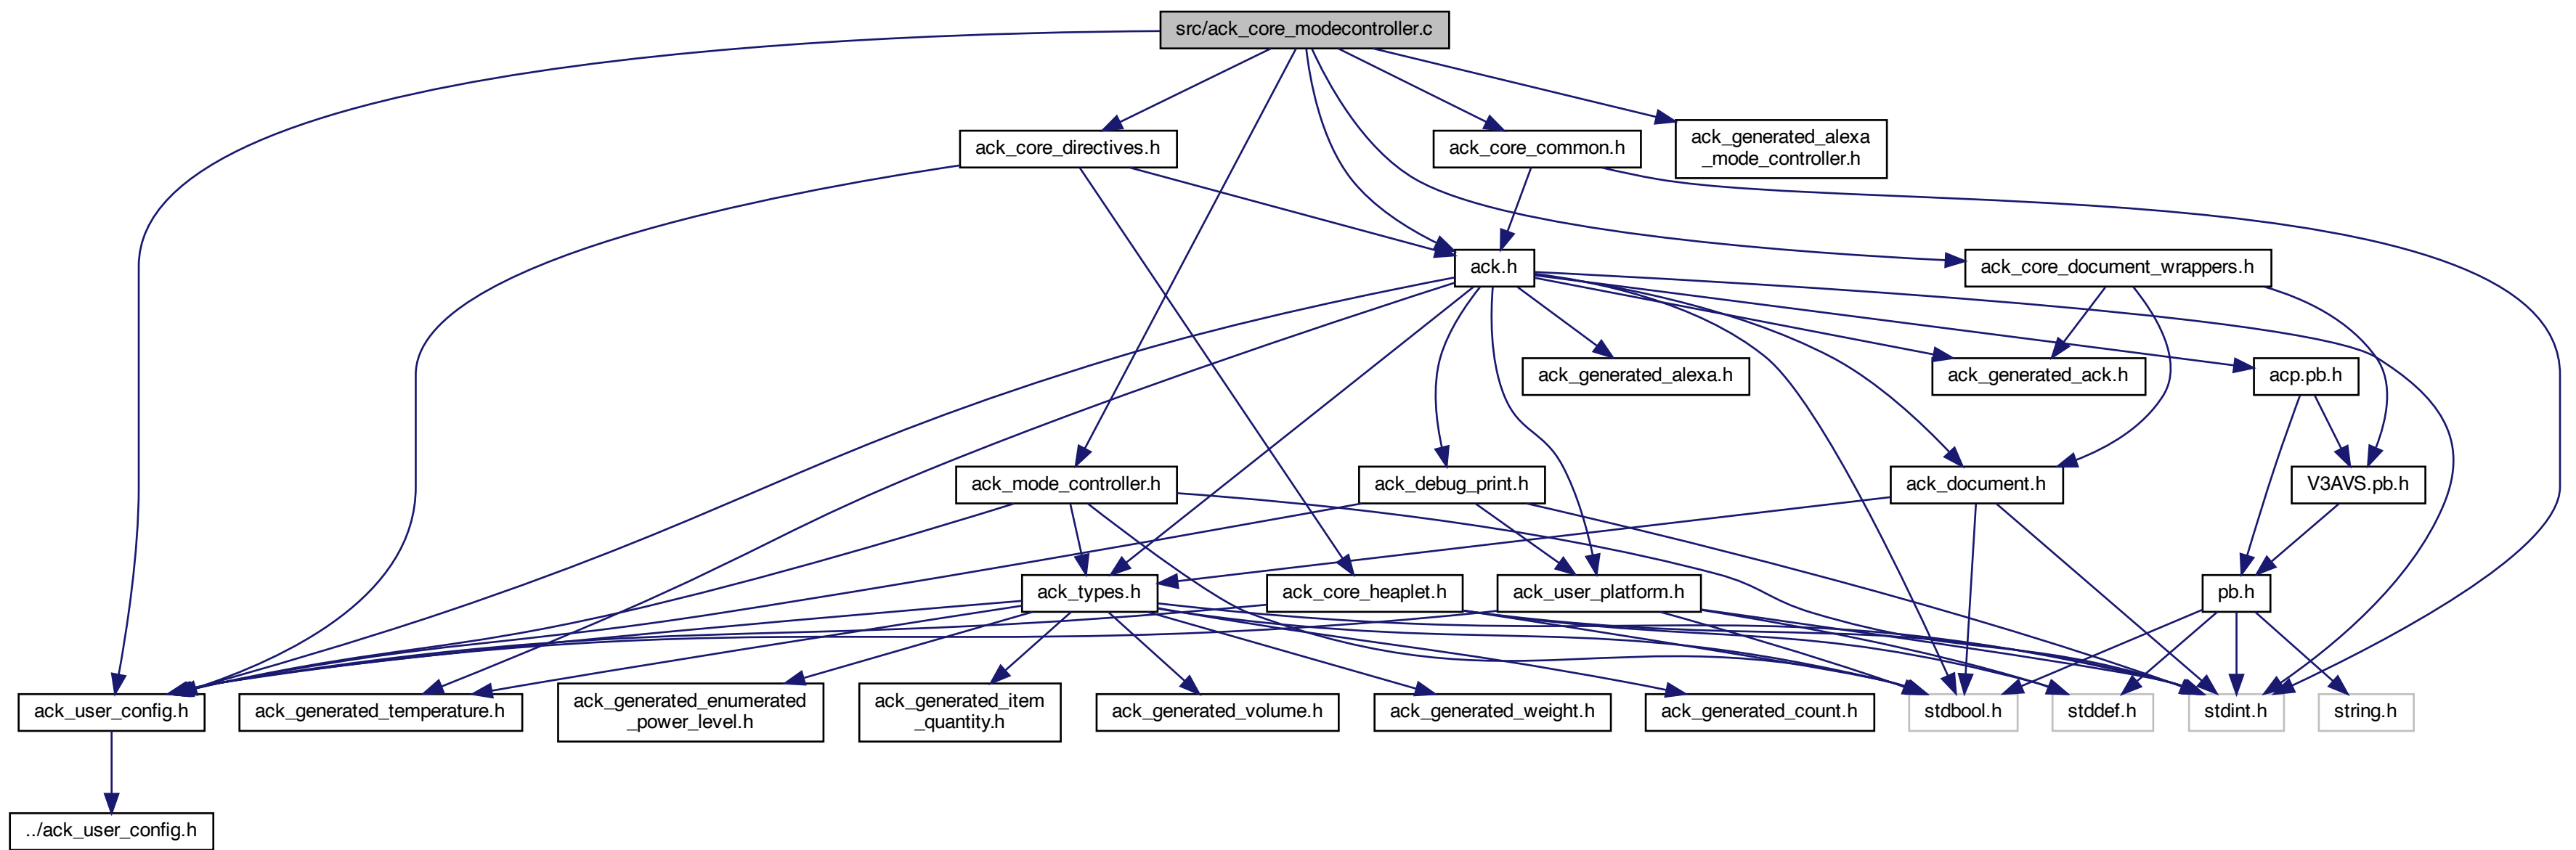 src/ack_core_modecontroller.c
ack_core_directives.h
ack_core_common.h
ack_generated_alexa
_mode_controller.h
ack.h
ack_core_document_wrappers.h
ack_generated_alexa.h
ack_generated_ack.h
acp.pb.h
ack_mode_controller.h
ack_debug_print.h
ack_document.h
V3AVS.pb.h
ack_types.h
ack_core_heaplet.h
ack_user_platform.h
pb.h
ack_user_config.h
ack_generated_temperature.h
ack_generated_enumerated
_power_level.h
ack_generated_item
_quantity.h
ack_generated_volume.h
ack_generated_weight.h
ack_generated_count.h
stdbool.h
stddef.h
stdint.h
string.h
../ack_user_config.h